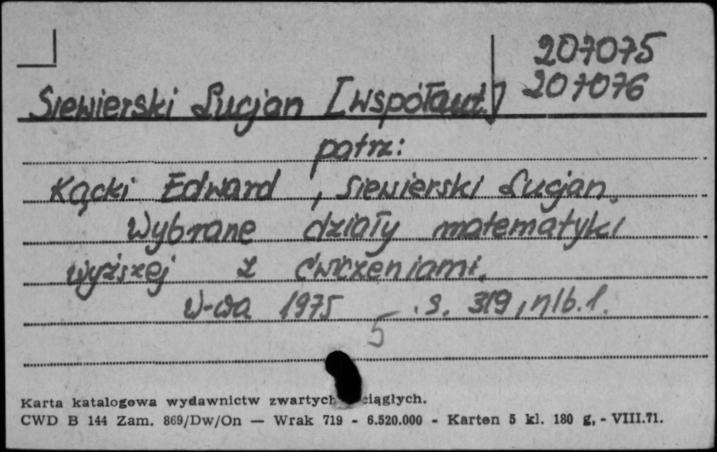 207075
Siewierski Lucjan [współaut.] 207076
patrz:
Kącki Edward, Siewierski Lucjan.
Wybrane działy matematyki
wyższej z ćwiczeniami.
W-wa 1975 .s. 319, nlb.1.
5
Karta katalogowa wydawnictw zwartych ciągłych.
CWD B 144 Zam. 869/Dw/On — Wrak 719 - 6.520.000 - Karton 5 kl. 180 g, - VIII.71.